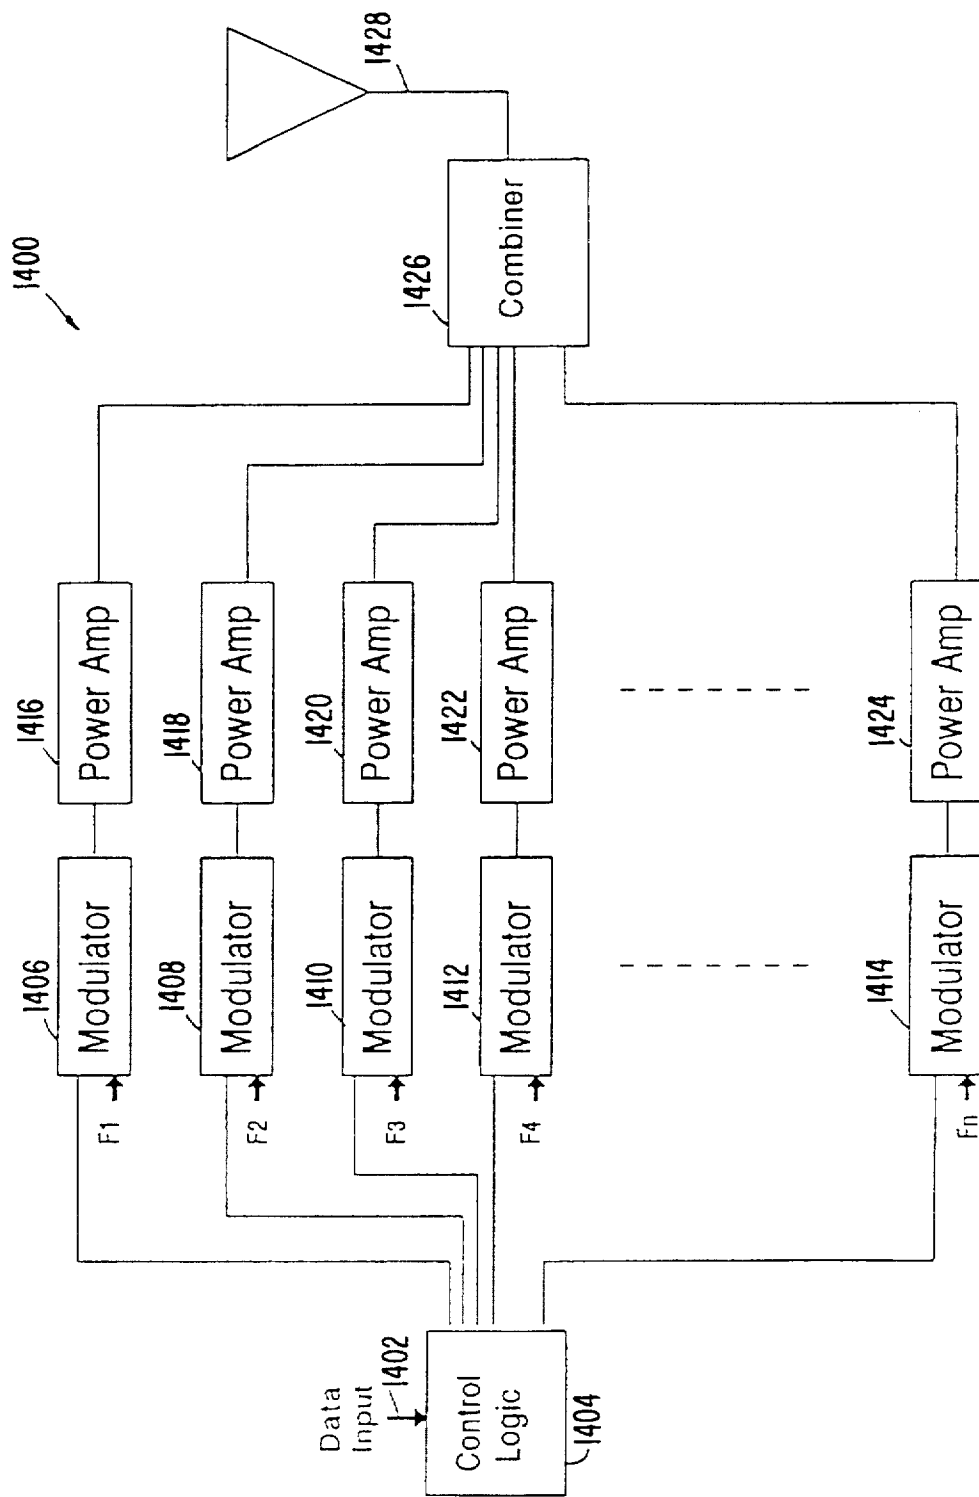 1400
Data
Input
1402
Control
Logic
1404
F1
1406
Modulator
1416
Power Amp
F2
1408
Modulator
1418
Power Amp
F3
1410
Modulator
1420
Power Amp
F4
1412
Modulator
1422
Power Amp
Fn
1414
Modulator
1424
Power Amp
1426
Combiner
1428